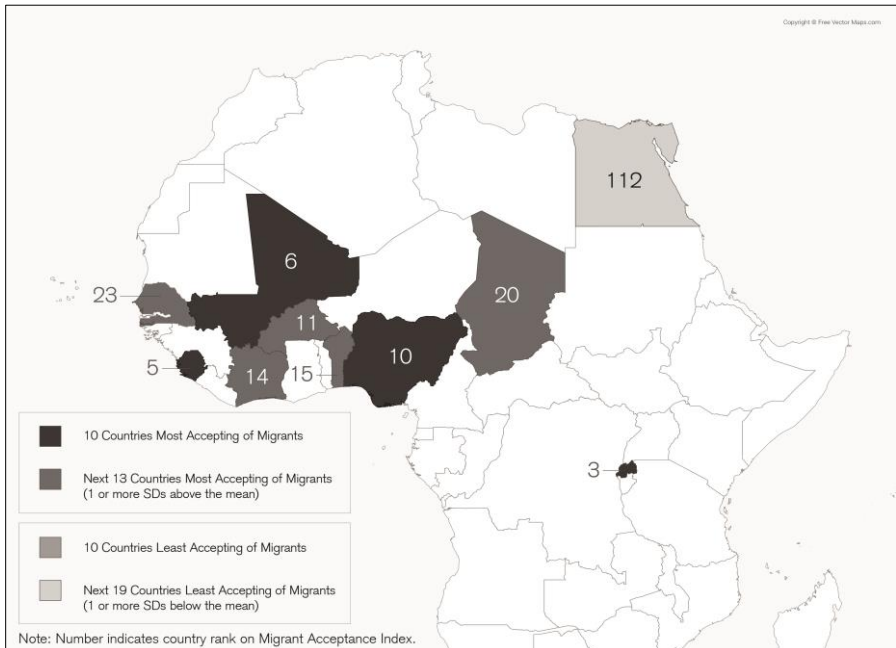 Copyright © Free Vector Maps.com
112
6
20
23
11
10
5
14
15
3
10 Countries Most Accepting of Migrants
Next 13 Countries Most Accepting of Migrants
(1 or more SDs above the mean)
10 Countries Least Accepting of Migrants
Next 19 Countries Least Accepting of Migrants
(1 or more SDs below the mean)
Note: Number indicates country rank on Migrant Acceptance Index.